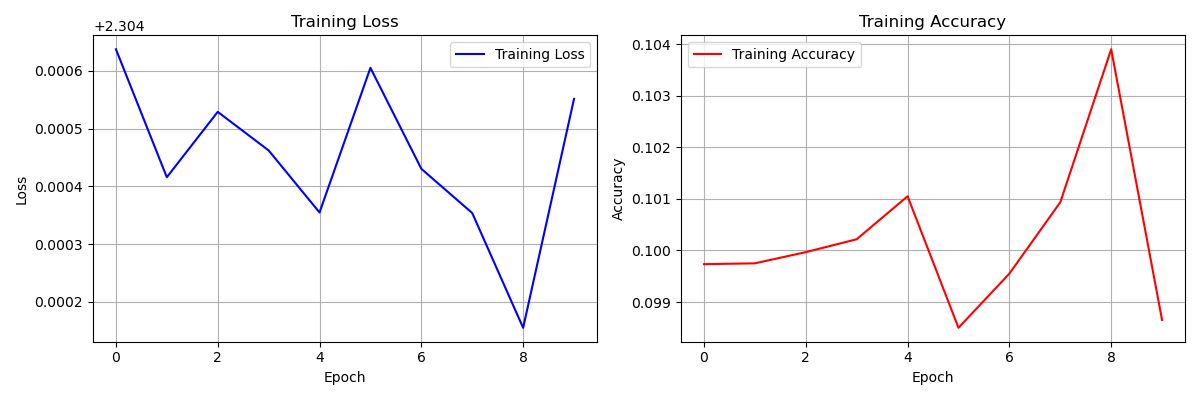 Training Loss
+2.304
Training Loss
0.0006
0.0005
0.0004
0.0003
0.0002
Loss
0 2 4 6 8
Epoch
Training Accuracy
Training Accuracy
0.104
0.103
0.102
0.101
0.100
0.099
Accuracy
0 2 4 6 8
Epoch